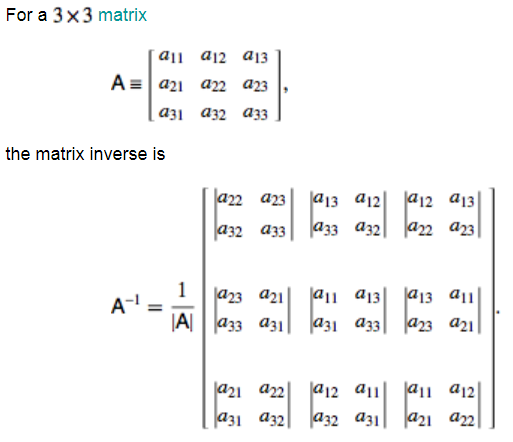 For a 3×3 matrix
A ≡ [ a11 a12 a13
a21 a22 a23
a31 a32 a33 ],
the matrix inverse is
A⁻¹ = 1/|A| [ |a22 a23; a32 a33| |a13 a12; a33 a32| |a12 a13; a22 a23|
|a23 a21; a33 a31| |a11 a13; a31 a33| |a13 a11; a23 a21|
|a21 a22; a31 a32| |a12 a11; a32 a31| |a11 a12; a21 a22| ].